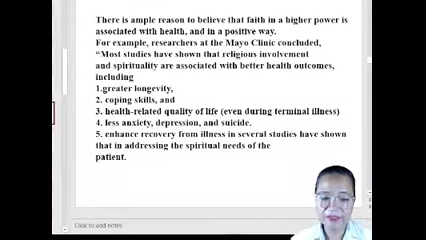 There is ample reason to believe that faith in a higher power is
associated with health, and in a positive way.
For example, researchers at the Mayo Clinic concluded,
“Most studies have shown that religious involvement
and spirituality are associated with better health outcomes,
including
1.greater longevity,
2. coping skills, and
3. health-related quality of life (even during terminal illness)
4. less anxiety, depression, and suicide.
5. enhance recovery from illness in several studies have shown
that in addressing the spiritual needs of the
patient.
Click to add notes